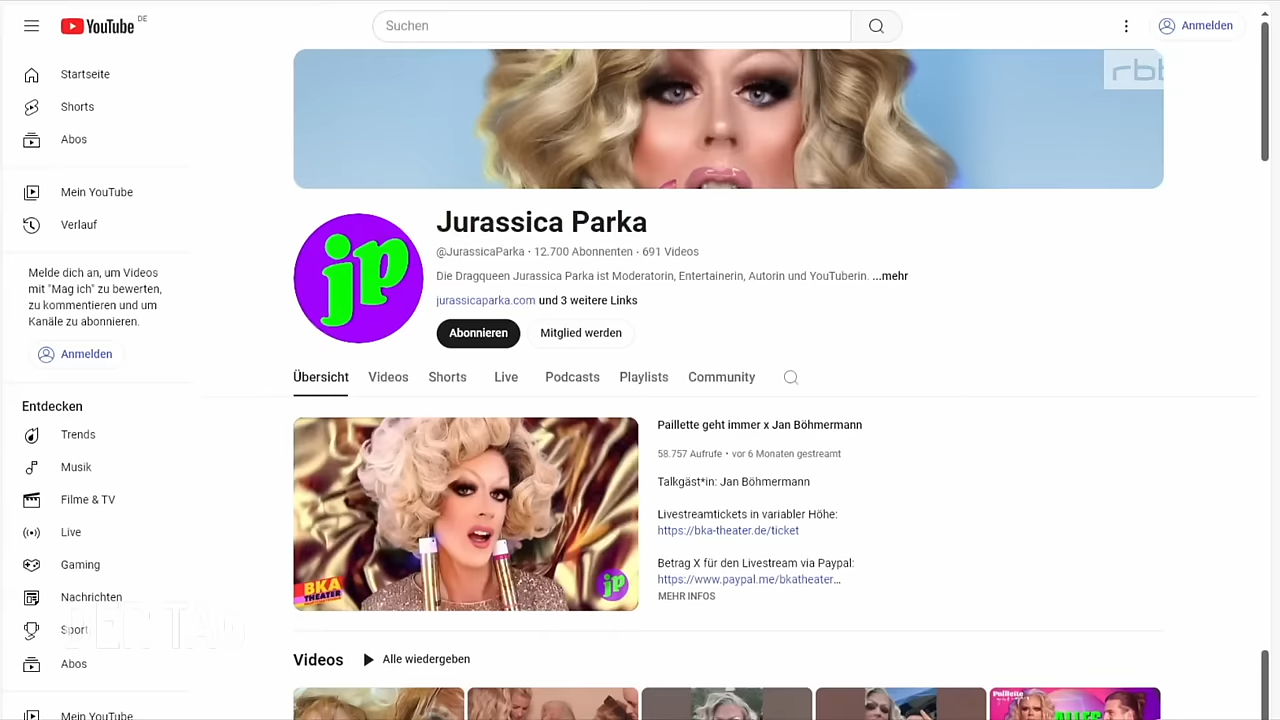 YouTube DE
Suchen
Anmelden
rbb
Startseite
Shorts
Abos
Mein YouTube
Verlauf
Melde dich an, um Videos
mit "Mag ich" zu bewerten,
zu kommentieren und um
Kanäle zu abonnieren.
Anmelden
Entdecken
Trends
Musik
Filme & TV
Live
Gaming
Nachrichten
Sport
DER TAG
Abos
Mein YouTube
jp
Jurassica Parka
@JurassicaParka · 12.700 Abonnenten · 691 Videos
Die Dragqueen Jurassica Parka ist Moderatorin, Entertainerin, Autorin und YouTuberin. ...mehr
jurassicaparka.com und 3 weitere Links
Abonnieren
Mitglied werden
Übersicht Videos Shorts Live Podcasts Playlists Community
BKA
THEATER
jp
Paillette geht immer x Jan Böhmermann
58.757 Aufrufe · vor 6 Monaten gestreamt
Talkgäst*in: Jan Böhmermann
Livestreamtickets in variabler Höhe:
https://bka-theater.de/ticket
Betrag X für den Livestream via Paypal:
https://www.paypal.me/bkatheater...
MEHR INFOS
Videos
Alle wiedergeben
Paillette
ALLES